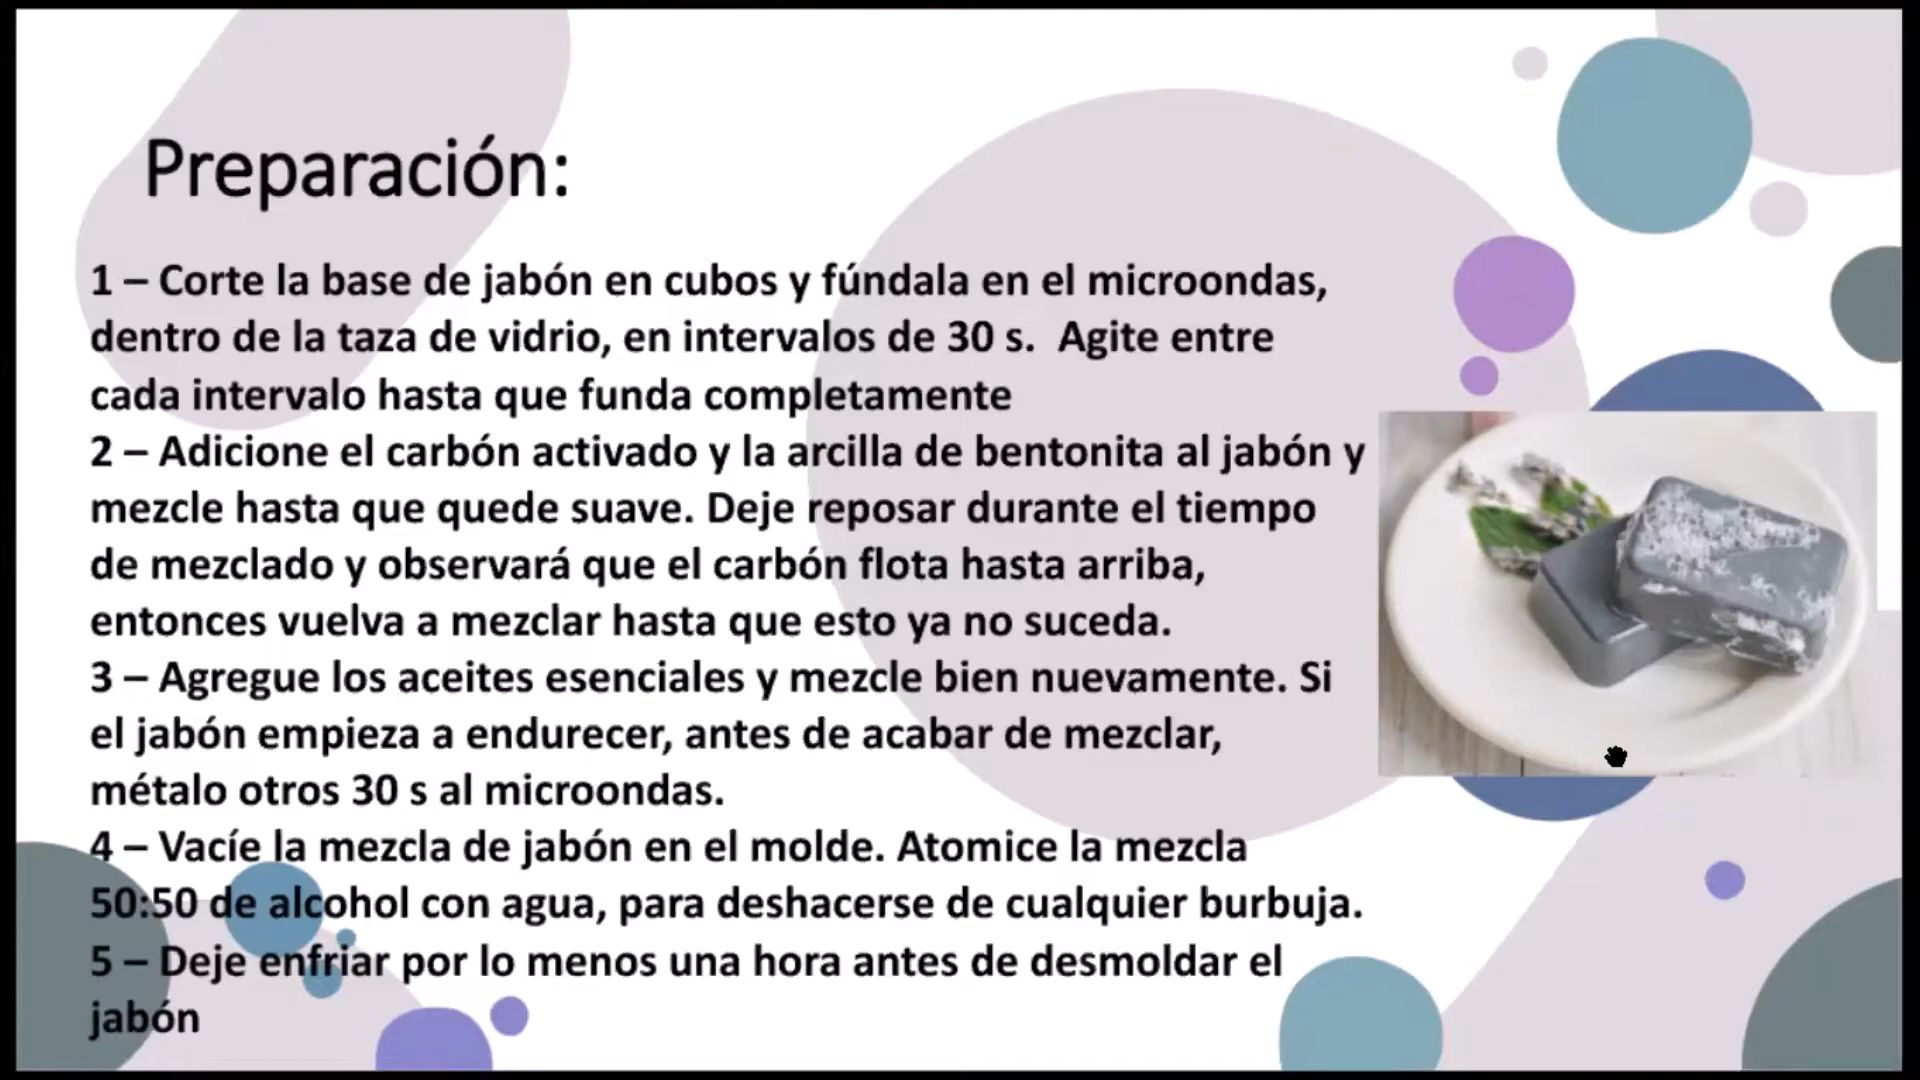 Preparación:
1 – Corte la base de jabón en cubos y fúndala en el microondas,
dentro de la taza de vidrio, en intervalos de 30 s.  Agite entre
cada intervalo hasta que funda completamente
2 – Adicione el carbón activado y la arcilla de bentonita al jabón y
mezcle hasta que quede suave. Deje reposar durante el tiempo
de mezclado y observará que el carbón flota hasta arriba,
entonces vuelva a mezclar hasta que esto ya no suceda.
3 – Agregue los aceites esenciales y mezcle bien nuevamente. Si
el jabón empieza a endurecer, antes de acabar de mezclar,
métalo otros 30 s al microondas.
4 – Vacíe la mezcla de jabón en el molde. Atomice la mezcla
50:50 de alcohol con agua, para deshacerse de cualquier burbuja.
5 – Deje enfriar por lo menos una hora antes de desmoldar el
jabón